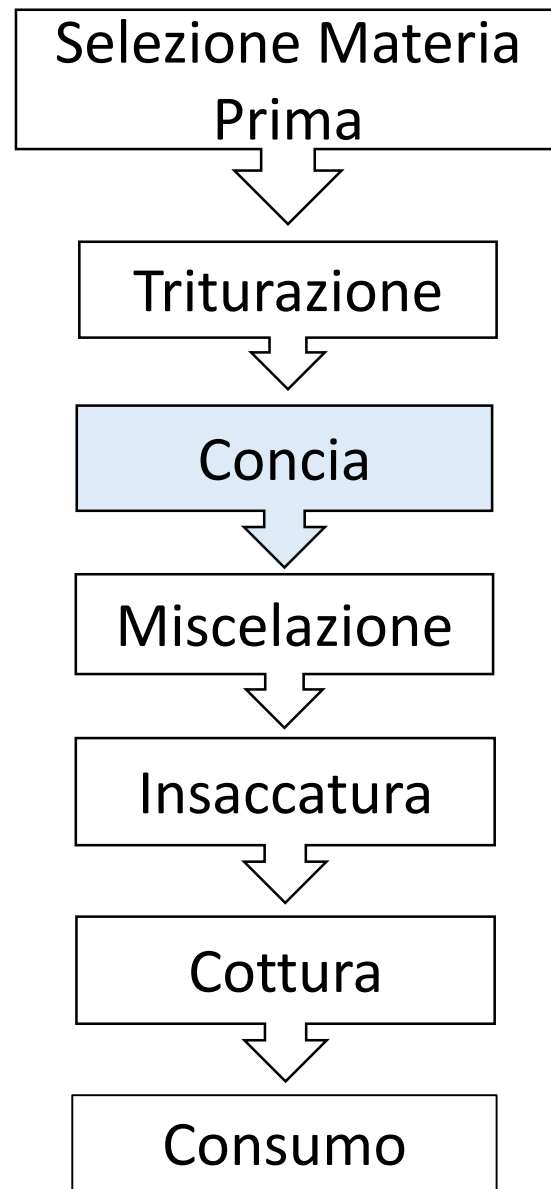 Selezione Materia
Prima
Triturazione
Concia
Miscelazione
Insaccatura
Cottura
Consumo